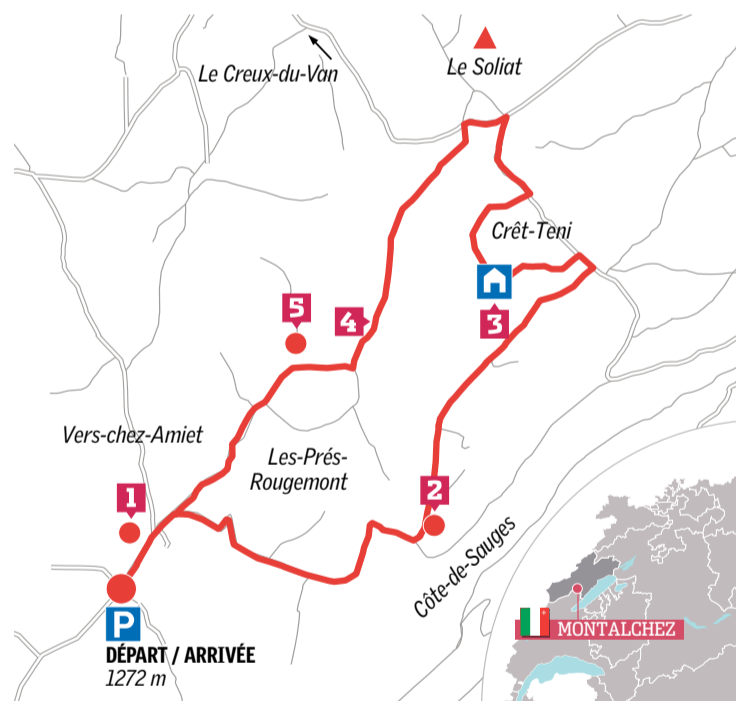 Le Soliat
Le Creux-du-Van
Crêt-Teni
5
4
3
Vers-chez-Amiet
Les-Prés-
Rougemont
1
2
Côte-de-Sauges
P
DÉPART / ARRIVÉE
1272 m
MONTALCHEZ